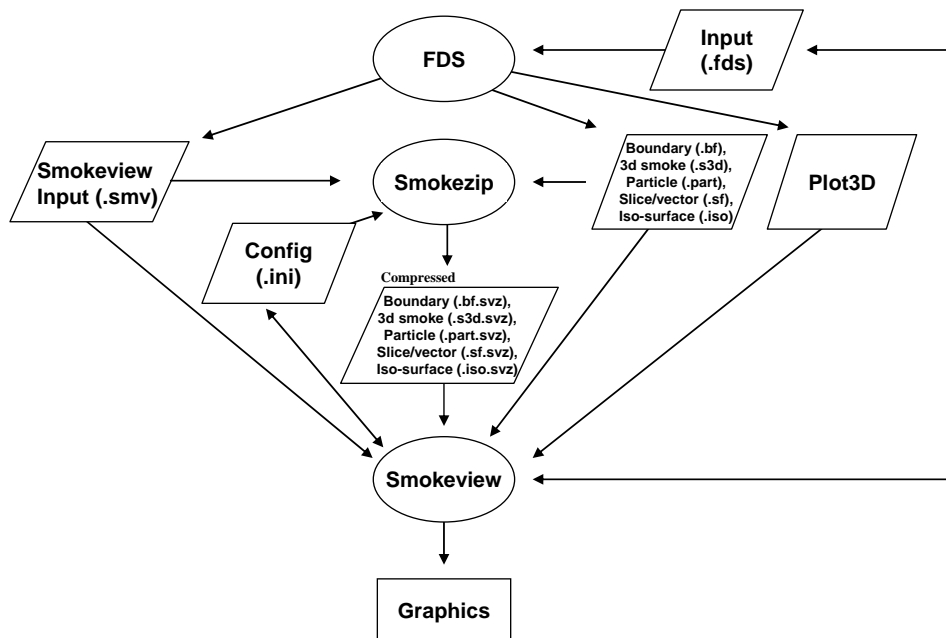 Input
(.fds)
FDS
Smokeview
Input (.smv)
Smokezip
Boundary (.bf),
3d smoke (.s3d),
Particle (.part),
Slice/vector (.sf),
Iso-surface (.iso)
Plot3D
Config
(.ini)
Compressed
Boundary (.bf.svz),
3d smoke (.s3d.svz),
Particle (.part.svz),
Slice/vector (.sf.svz),
Iso-surface (.iso.svz)
Smokeview
Graphics